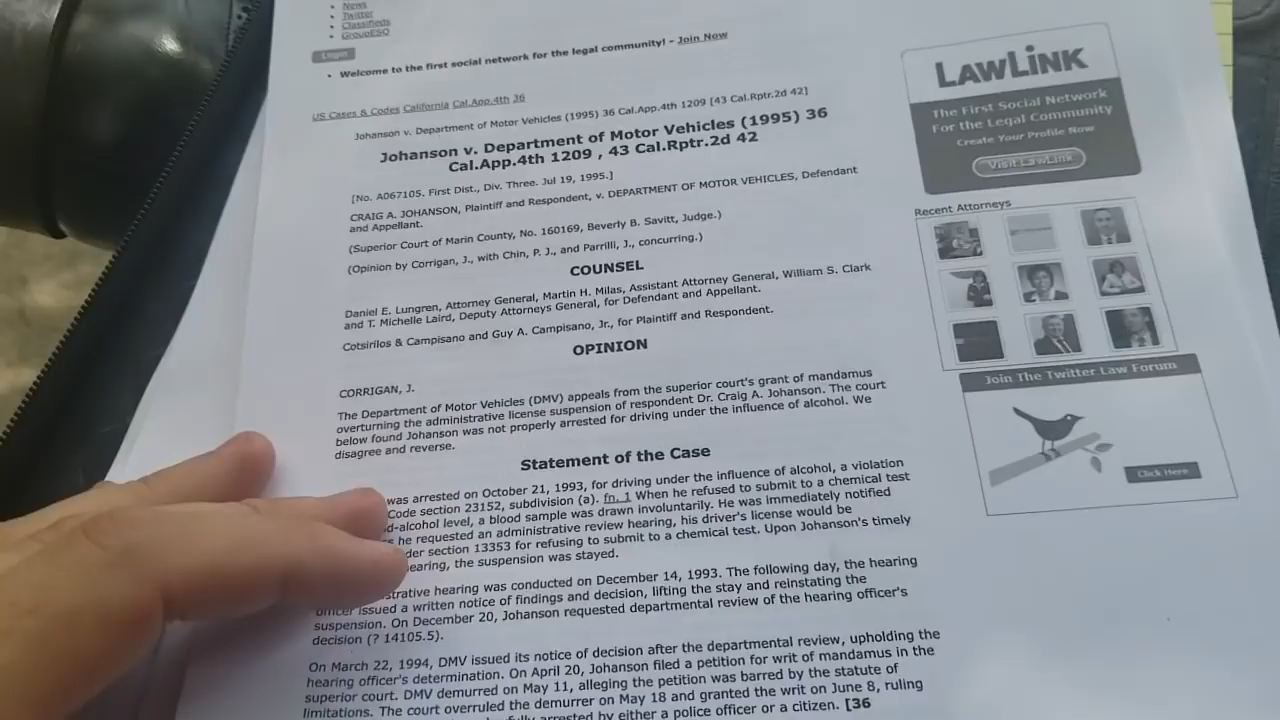 News
Twitter
Classifieds
GroupESQ
Login
Welcome to the first social network for the legal community! - Join Now
US Cases & Codes California Cal.App.4th 36
Johanson v. Department of Motor Vehicles (1995) 36 Cal.App.4th 1209 [43 Cal.Rptr.2d 42]
Johanson v. Department of Motor Vehicles (1995) 36
Cal.App.4th 1209 , 43 Cal.Rptr.2d 42
[No. A067105. First Dist., Div. Three. Jul 19, 1995.]
CRAIG A. JOHANSON, Plaintiff and Respondent, v. DEPARTMENT OF MOTOR VEHICLES, Defendant
and Appellant.
(Superior Court of Marin County, No. 160169, Beverly B. Savitt, Judge.)
(Opinion by Corrigan, J., with Chin, P. J., and Parrilli, J., concurring.)
COUNSEL
Daniel E. Lungren, Attorney General, Martin H. Milas, Assistant Attorney General, William S. Clark
and T. Michelle Laird, Deputy Attorneys General, for Defendant and Appellant.
Cotsirilos & Campisano and Guy A. Campisano, Jr., for Plaintiff and Respondent.
OPINION
CORRIGAN, J.
The Department of Motor Vehicles (DMV) appeals from the superior court's grant of mandamus
overturning the administrative license suspension of respondent Dr. Craig A. Johanson. The court
below found Johanson was not properly arrested for driving under the influence of alcohol. We
disagree and reverse.
Statement of the Case
was arrested on October 21, 1993, for driving under the influence of alcohol, a violation
Code section 23152, subdivision (a). fn. 1 When he refused to submit to a chemical test
d-alcohol level, a blood sample was drawn involuntarily. He was immediately notified
he requested an administrative review hearing, his driver's license would be
der section 13353 for refusing to submit to a chemical test. Upon Johanson's timely
earing, the suspension was stayed.
strative hearing was conducted on December 14, 1993. The following day, the hearing
officer issued a written notice of findings and decision, lifting the stay and reinstating the
suspension. On December 20, Johanson requested departmental review of the hearing officer's
decision (? 14105.5).
On March 22, 1994, DMV issued its notice of decision after the departmental review, upholding the
hearing officer's determination. On April 20, Johanson filed a petition for writ of mandamus in the
superior court. DMV demurred on May 11, alleging the petition was barred by the statute of
limitations. The court overruled the demurrer on May 18 and granted the writ on June 8, ruling
arrested by either a police officer or a citizen. [36
LAWLINK
The First Social Network
For the Legal Community
Create Your Profile Now
Visit LawLink
Recent Attorneys
Join The Twitter Law Forum
Click Here